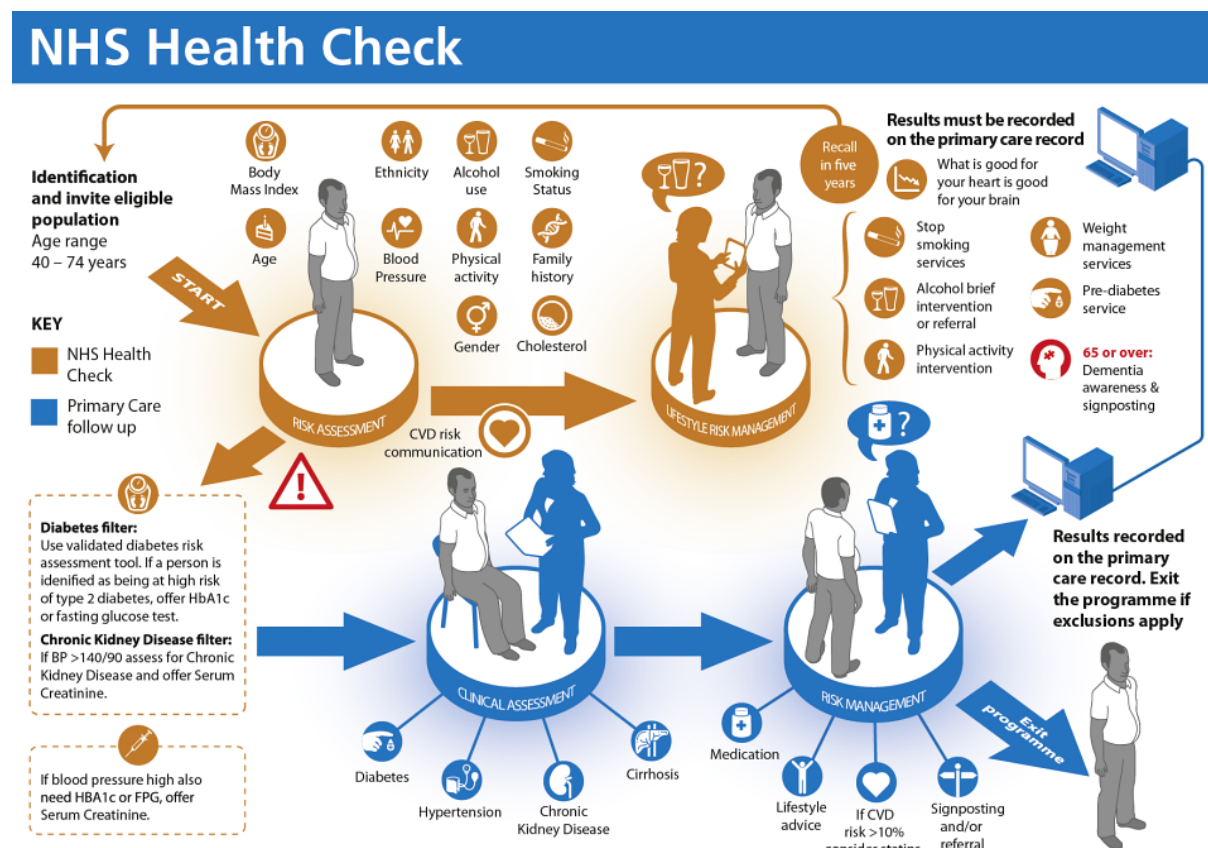 NHS Health Check
Identification
and invite eligible
population
Age range
40 – 74 years
START
KEY
NHS Health
Check
Primary Care
follow up
Body
Mass Index
Ethnicity
Alcohol
use
Smoking
Status
Age
Blood
Pressure
Physical
activity
Family
history
Gender
Cholesterol
RISK ASSESSMENT
CVD risk
communication
?
LIFESTYLE RISK MANAGEMENT
Recall
in five
years
Results must be recorded
on the primary care record
What is good for
your heart is good
for your brain
Stop
smoking
services
Weight
management
services
Alcohol brief
intervention
or referral
Pre-diabetes
service
Physical activity
intervention
65 or over:
Dementia
awareness &
signposting
!
Diabetes filter:
Use validated diabetes risk
assessment tool. If a person is
idenified as being at high risk
of type 2 diabetes, offer HbA1c
or fasting glucose test.
Chronic Kidney Disease filter:
If BP >140/90 assess for Chronic
Kidney Disease and offer Serum
Creatinine.
If blood pressure high also
need HBA1c or FPG, offer
Serum Creatinine.
CLINICAL ASSESSMENT
Diabetes
Hypertension
Chronic
Kidney Disease
Cirrhosis
?
RISK MANAGEMENT
Medication
Lifestyle
advice
If CVD
risk >10%
consider statins
Signposting
and/or
referral
Results recorded
on the primary
care record. Exit
the programme if
exclusions apply
Exit
programme